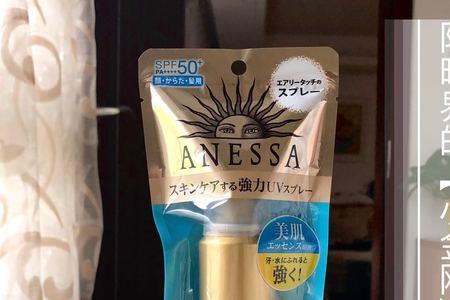 SPF50+
PA++++
顔・からだ・髪用
エアリータッチの
スプレー
ANESSA
スキンケアする強力UVスプレー
美肌
エッセンス配合
汗・水にふれると
強く!